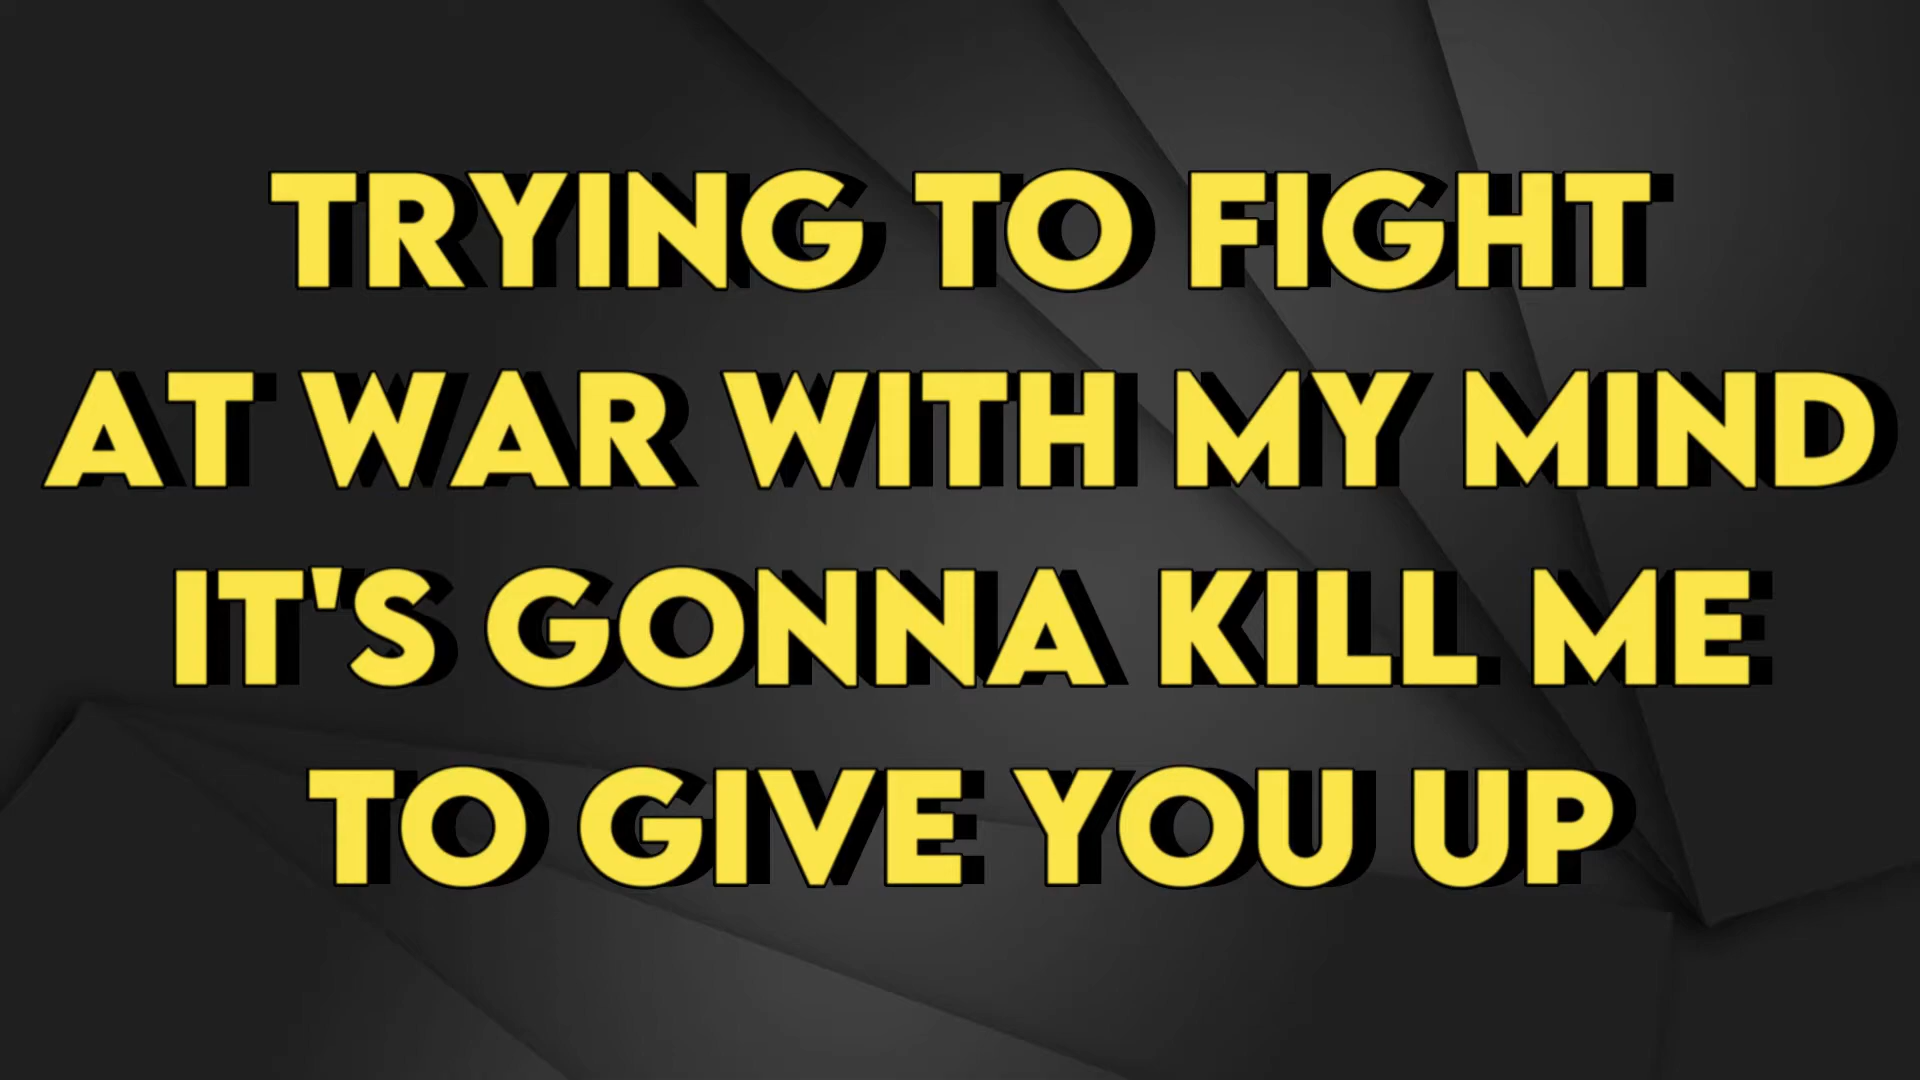 TRYING TO FIGHT
AT WAR WITH MY MIND
IT'S GONNA KILL ME
TO GIVE YOU UP